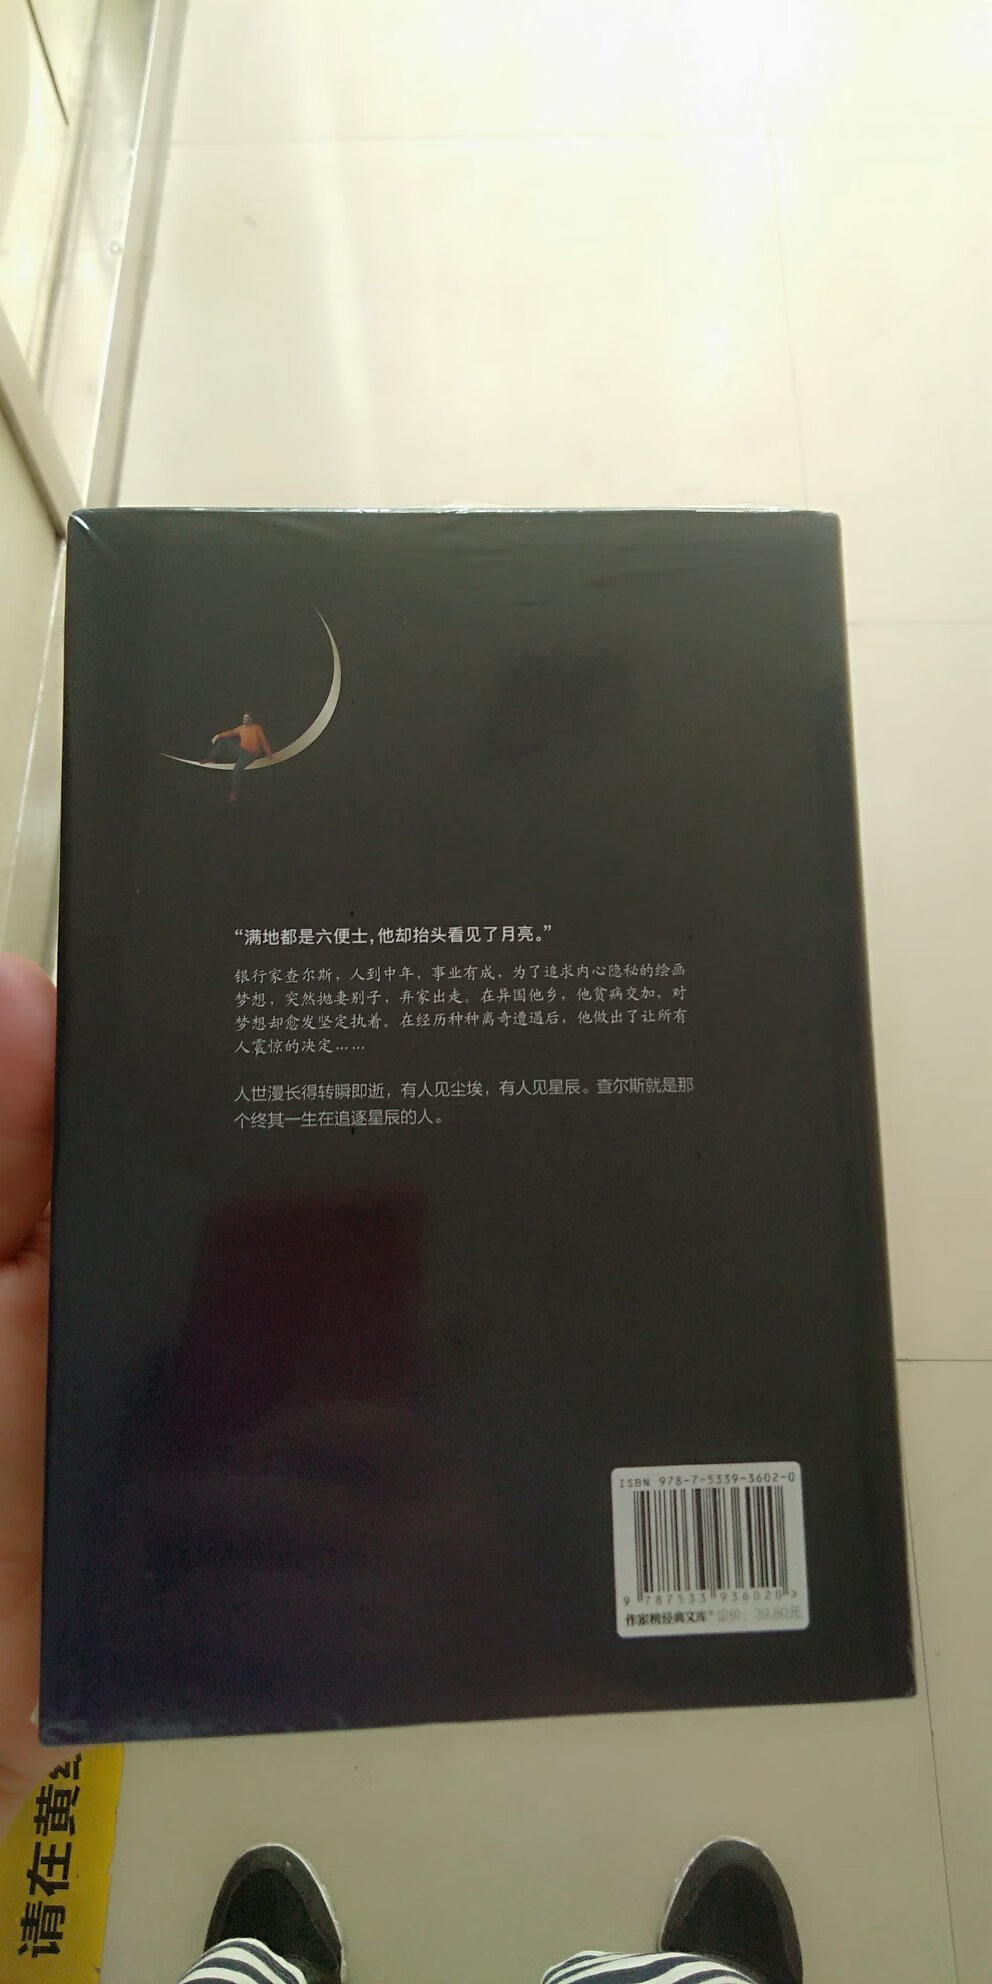 “满地都是六便士，他却抬头看见了月亮。”
银行家查尔斯，人到中年，事业有成，为了追求内心隐秘的绘画
梦想，突然抛妻别子，弃家出走。在异国他乡，他贫病交加，对
梦想却愈发坚定执着。在经历种种离奇遭遇后，他做出了让所有
人震惊的决定……
人世漫长得转瞬即逝，有人见尘埃，有人见星辰。查尔斯就是那
个终其一生在追逐星辰的人。
ISBN 978-7-5339-3602-0
9 787533 936020 >
作家榜经典文库® 定价：39.80元
请在黄